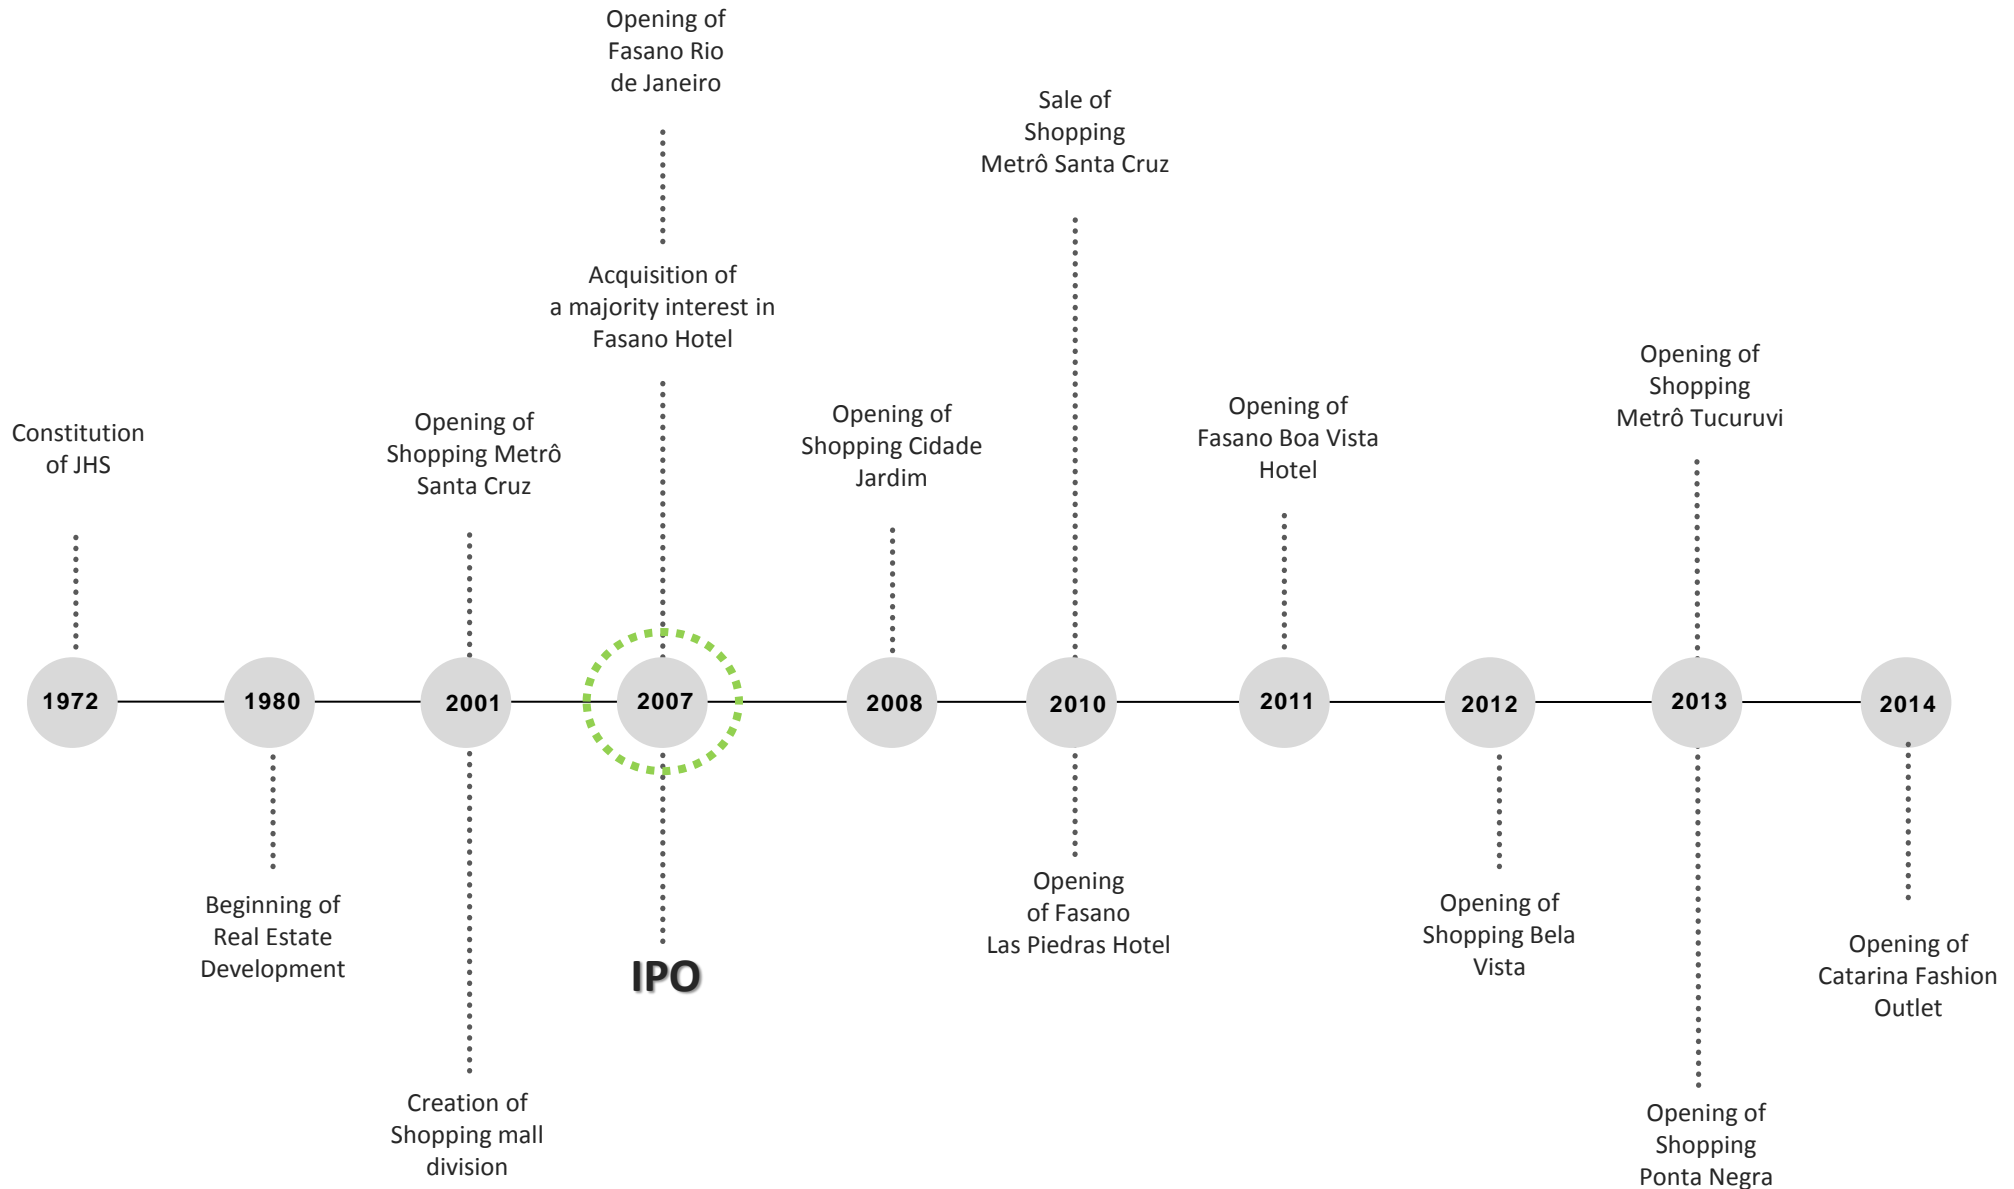 Opening of
Fasano Rio
de Janeiro
Sale of
Shopping
Metrô Santa Cruz
Acquisition of
a majority interest in
Fasano Hotel
Opening of
Shopping
Metrô Tucuruvi
Constitution
of JHS
Opening of
Shopping Metrô
Santa Cruz
Opening of
Shopping Cidade
Jardim
Opening of
Fasano Boa Vista
Hotel
1972
1980
2001
2007
2008
2010
2011
2012
2013
2014
Beginning of
Real Estate
Development
IPO
Opening
of Fasano
Las Piedras Hotel
Opening of
Shopping Bela
Vista
Opening of
Catarina Fashion
Outlet
Creation of
Shopping mall
division
Opening of
Shopping
Ponta Negra